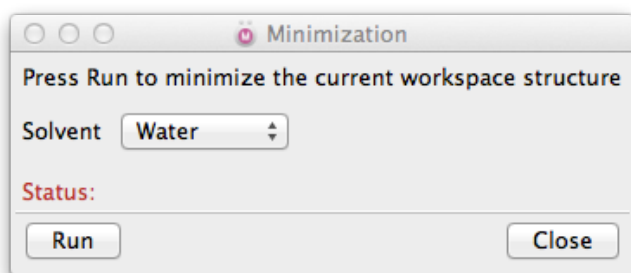 Minimization
Press Run to minimize the current workspace structure
Solvent Water
Status:
Run Close